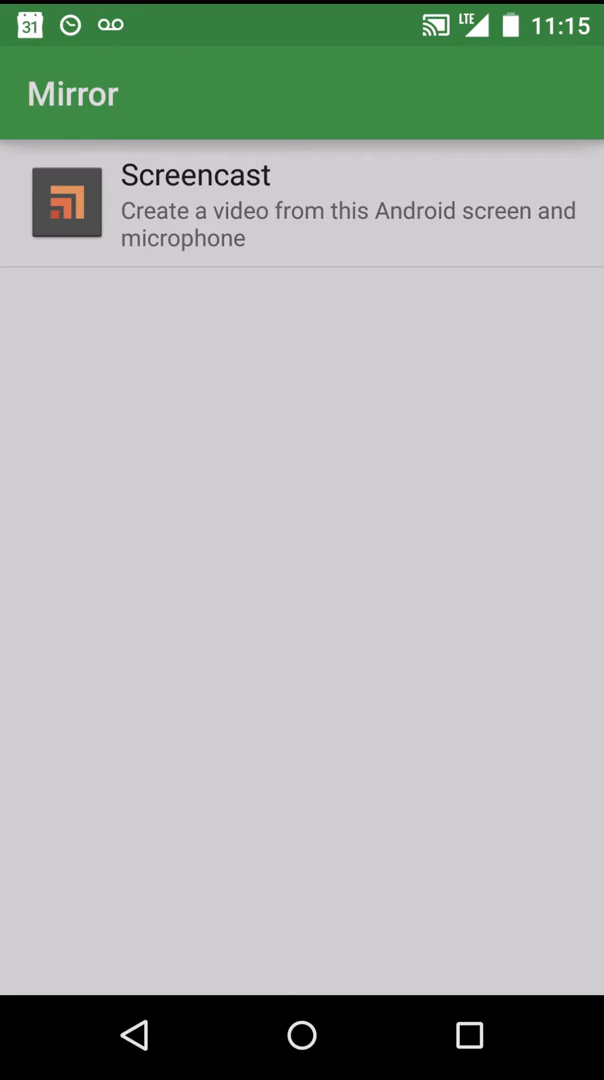 31
LTE
11:15
Mirror
Screencast
Create a video from this Android screen and
microphone